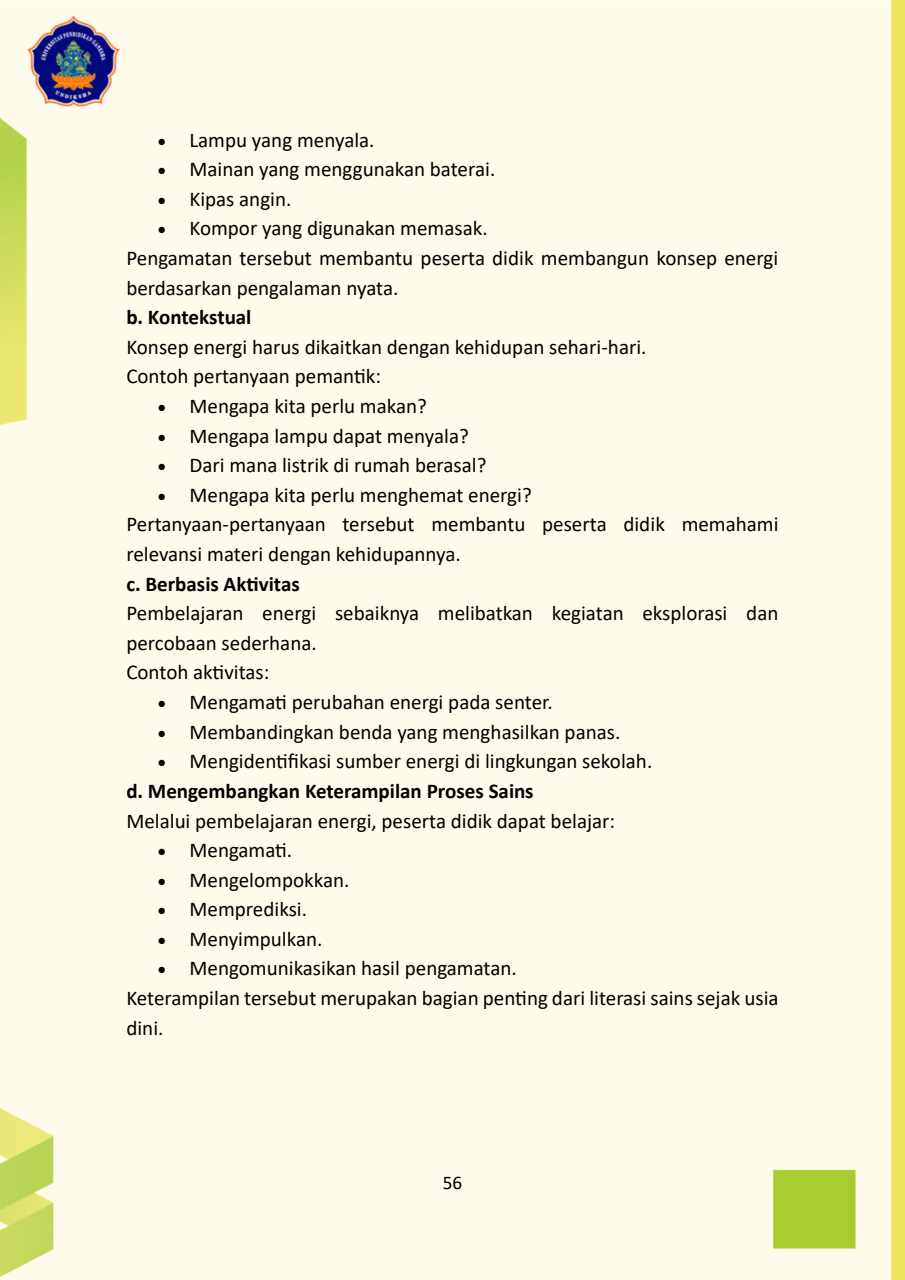 UNIVERSITAS PENDIDIKAN GANESHA
UNDIKSHA
• Lampu yang menyala.
• Mainan yang menggunakan baterai.
• Kipas angin.
• Kompor yang digunakan memasak.
Pengamatan tersebut membantu peserta didik membangun konsep energi
berdasarkan pengalaman nyata.
b. Kontekstual
Konsep energi harus dikaitkan dengan kehidupan sehari-hari.
Contoh pertanyaan pemantik:
• Mengapa kita perlu makan?
• Mengapa lampu dapat menyala?
• Dari mana listrik di rumah berasal?
• Mengapa kita perlu menghemat energi?
Pertanyaan-pertanyaan tersebut membantu peserta didik memahami
relevansi materi dengan kehidupannya.
c. Berbasis Aktivitas
Pembelajaran energi sebaiknya melibatkan kegiatan eksplorasi dan
percobaan sederhana.
Contoh aktivitas:
• Mengamati perubahan energi pada senter.
• Membandingkan benda yang menghasilkan panas.
• Mengidentifikasi sumber energi di lingkungan sekolah.
d. Mengembangkan Keterampilan Proses Sains
Melalui pembelajaran energi, peserta didik dapat belajar:
• Mengamati.
• Mengelompokkan.
• Memprediksi.
• Menyimpulkan.
• Mengomunikasikan hasil pengamatan.
Keterampilan tersebut merupakan bagian penting dari literasi sains sejak usia
dini.
56